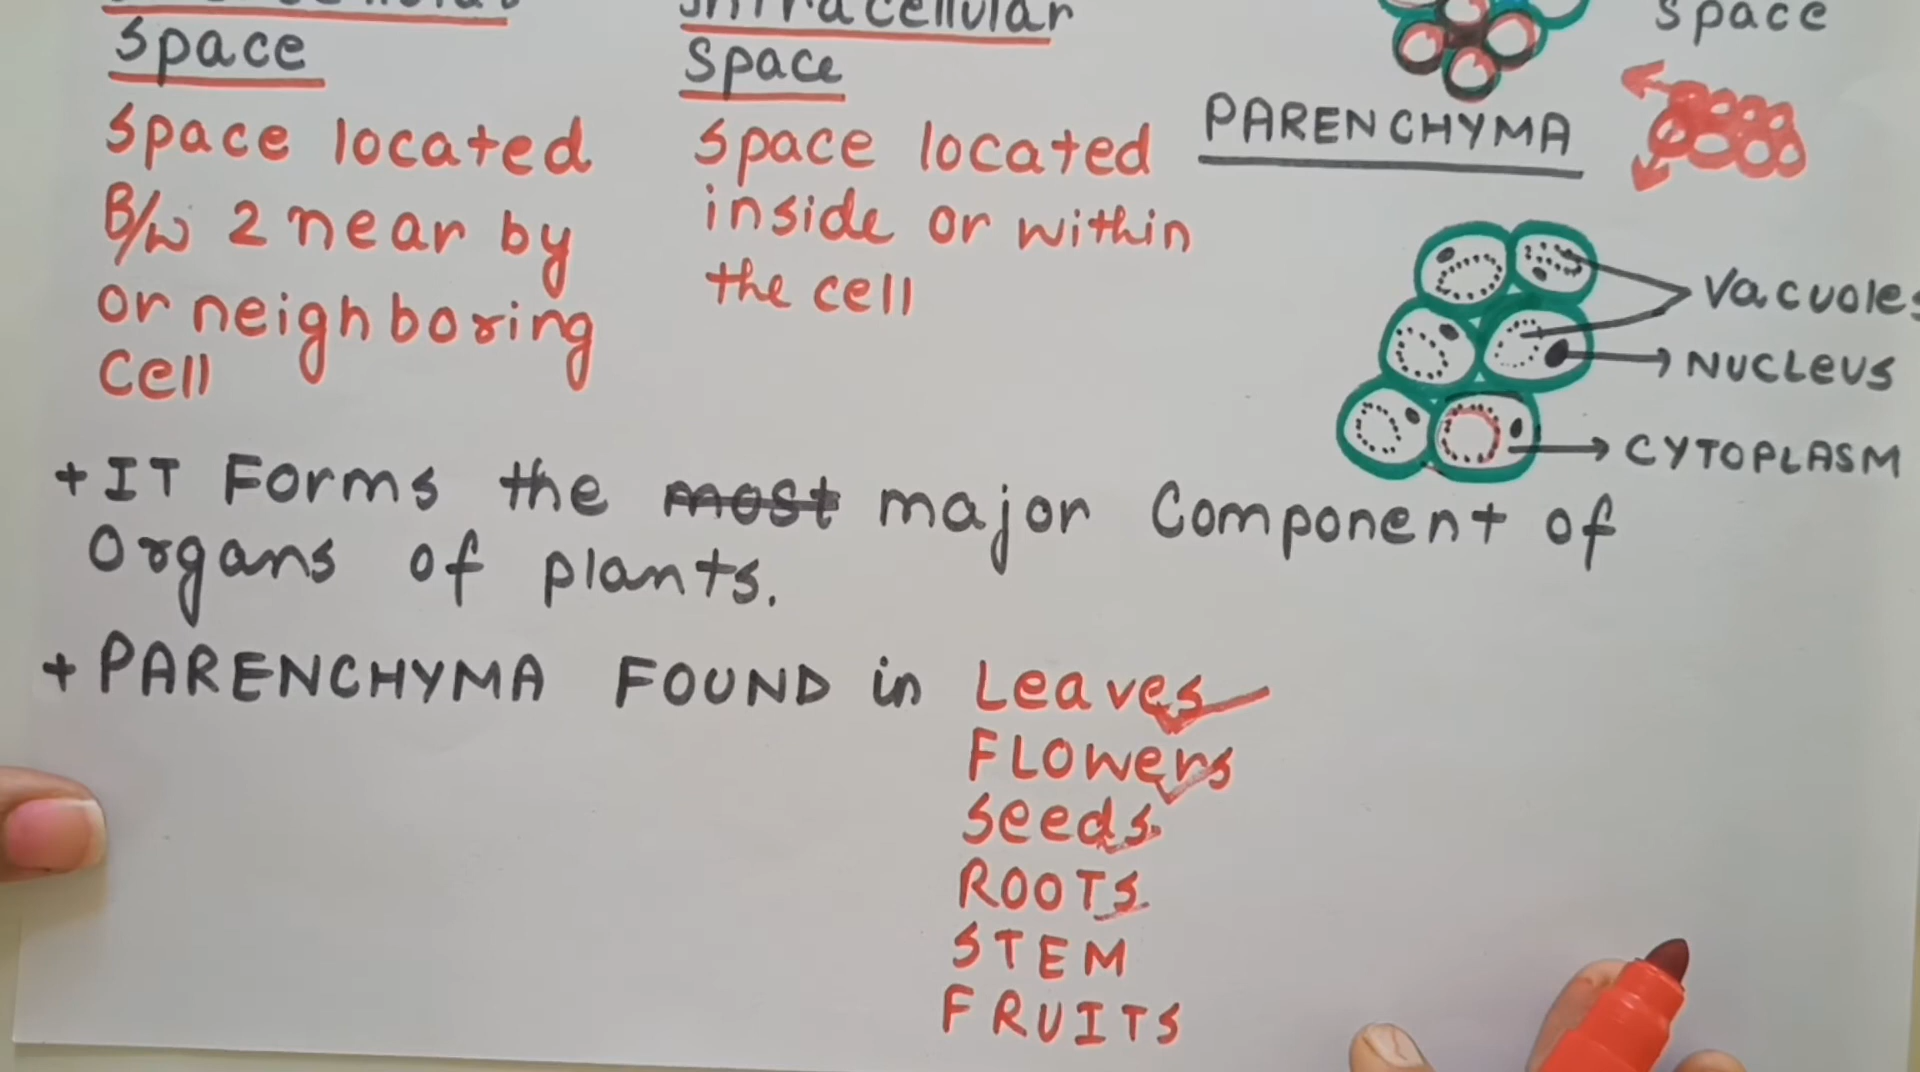 Space
Space located
B/w 2 near by
or neighboring
Cell
Intracellular
Space
Space located
inside or within
the cell
Space
PARENCHYMA
Vacuoles
NUCLEUS
CYTOPLASM
+ IT Forms the most major Component of
Organs of plants.
+ PARENCHYMA FOUND in Leaves
FLOWERS
Seeds
ROOTS
STEM
FRUITS